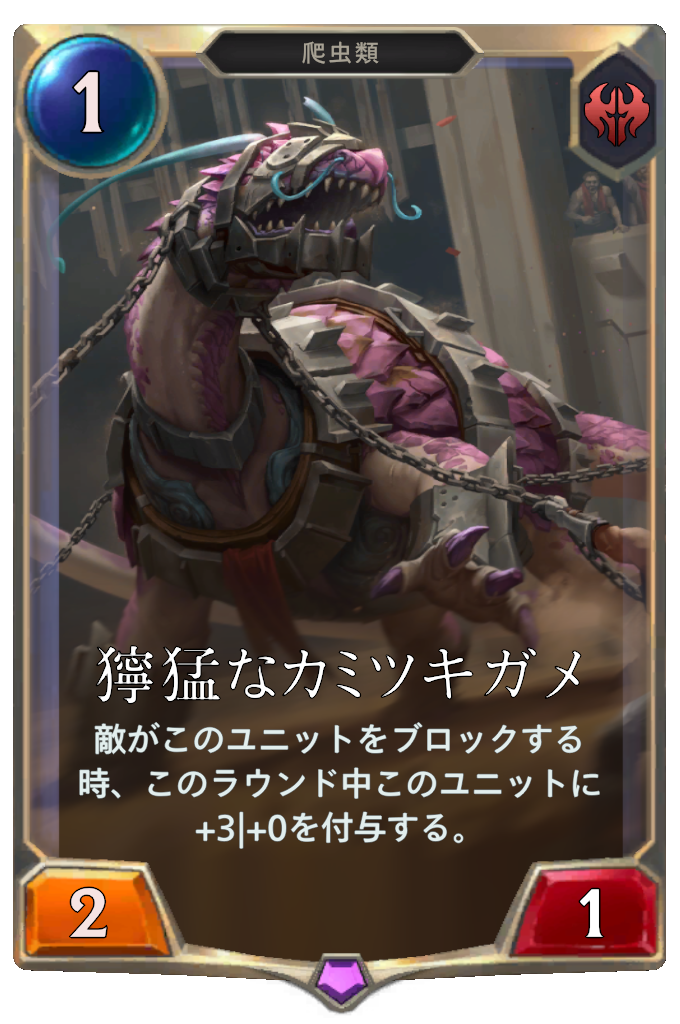 1
爬虫類
獰猛なカミツキガメ
敵がこのユニットをブロックする
時、このラウンド中このユニットに
+3|+0を付与する。
2
1